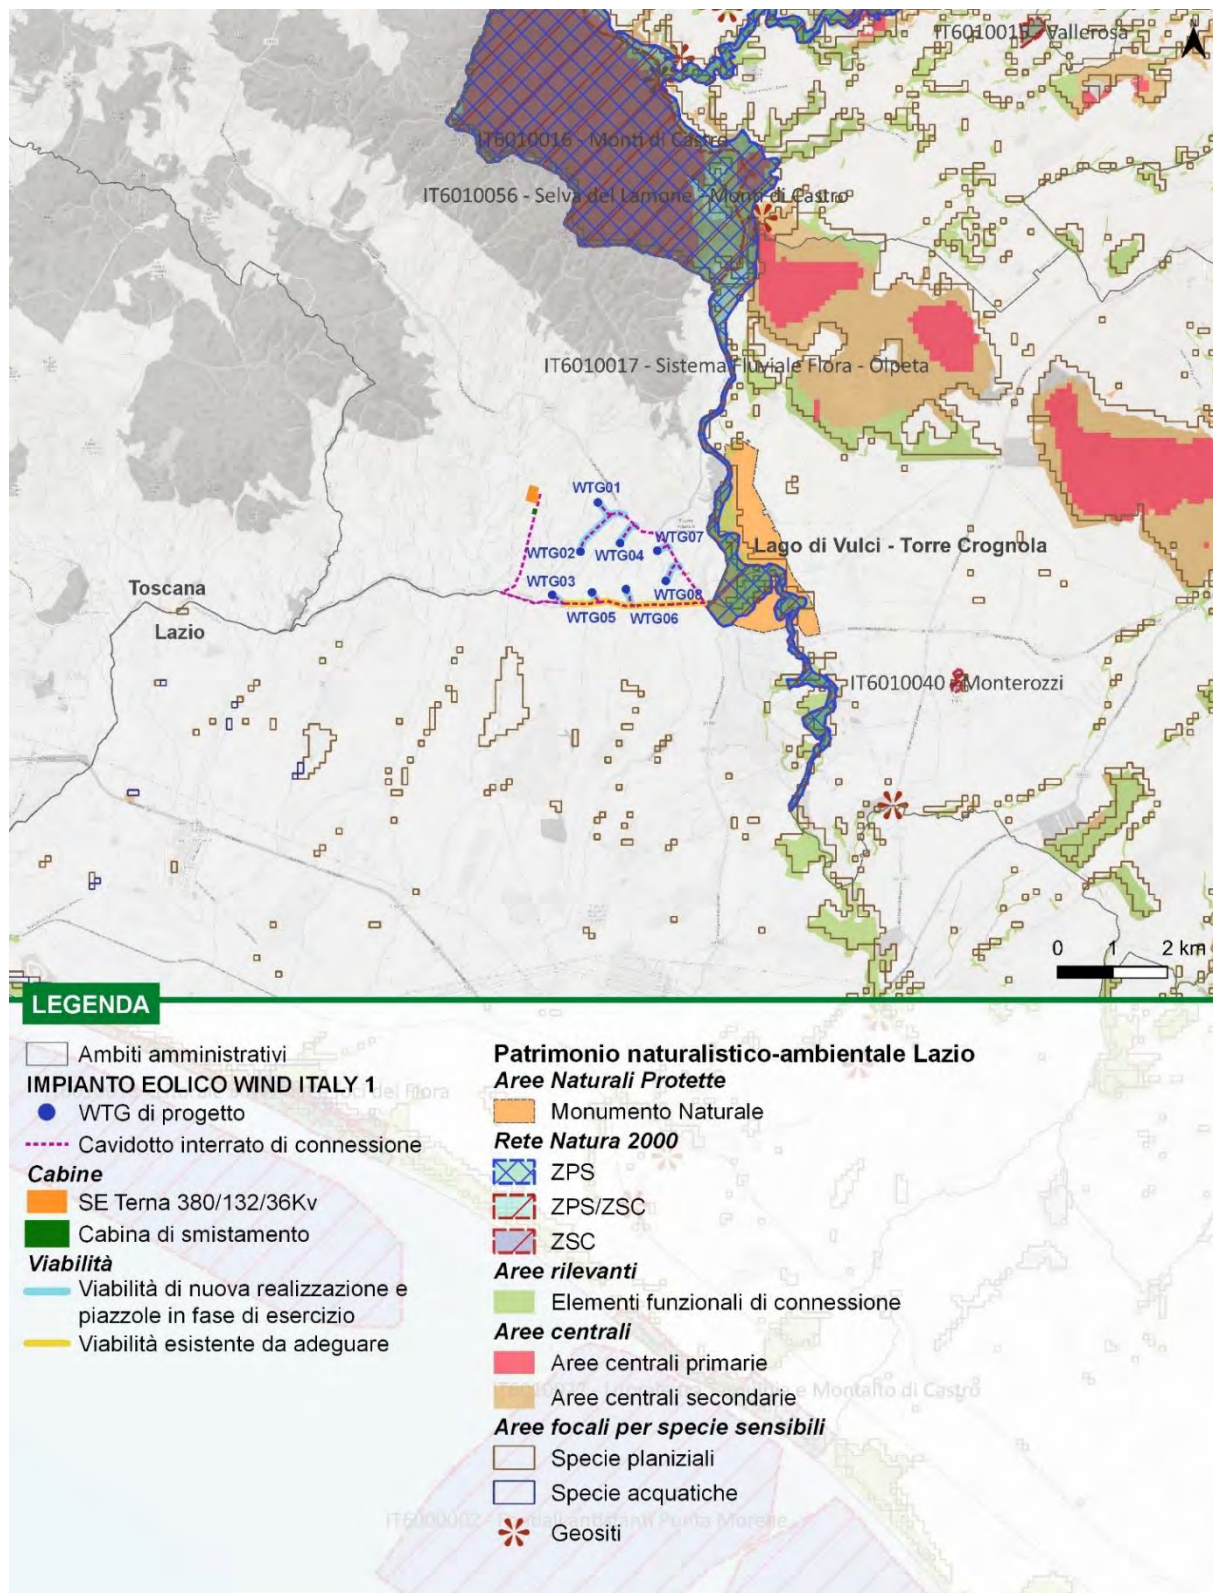 IT6010015 - Vallerosa
IT6010016 - Monti di Castro
IT6010056 - Selva del Lamone - Monti di Castro
IT6010017 - Sistema Fluviale Fiora - Olpeta
WTG01
WTG07
WTG02
WTG04
Lago di Vulci - Torre Crognola
WTG03
WTG08
Toscana
WTG05
WTG06
Lazio
IT6010040 - Monterozzi
0 1 2 km
LEGENDA
Ambiti amministrativi
IMPIANTO EOLICO WIND ITALY 1
WTG di progetto
Cavidotto interrato di connessione
Cabine
SE Terna 380/132/36Kv
Cabina di smistamento
Viabilità
Viabilità di nuova realizzazione e
piazzole in fase di esercizio
Viabilità esistente da adeguare
Patrimonio naturalistico-ambientale Lazio
Aree Naturali Protette
Monumento Naturale
Rete Natura 2000
ZPS
ZPS/ZSC
ZSC
Aree rilevanti
Elementi funzionali di connessione
Aree centrali
Aree centrali primarie
Aree centrali secondarie
Aree focali per specie sensibili
Specie planiziali
Specie acquatiche
Geositi